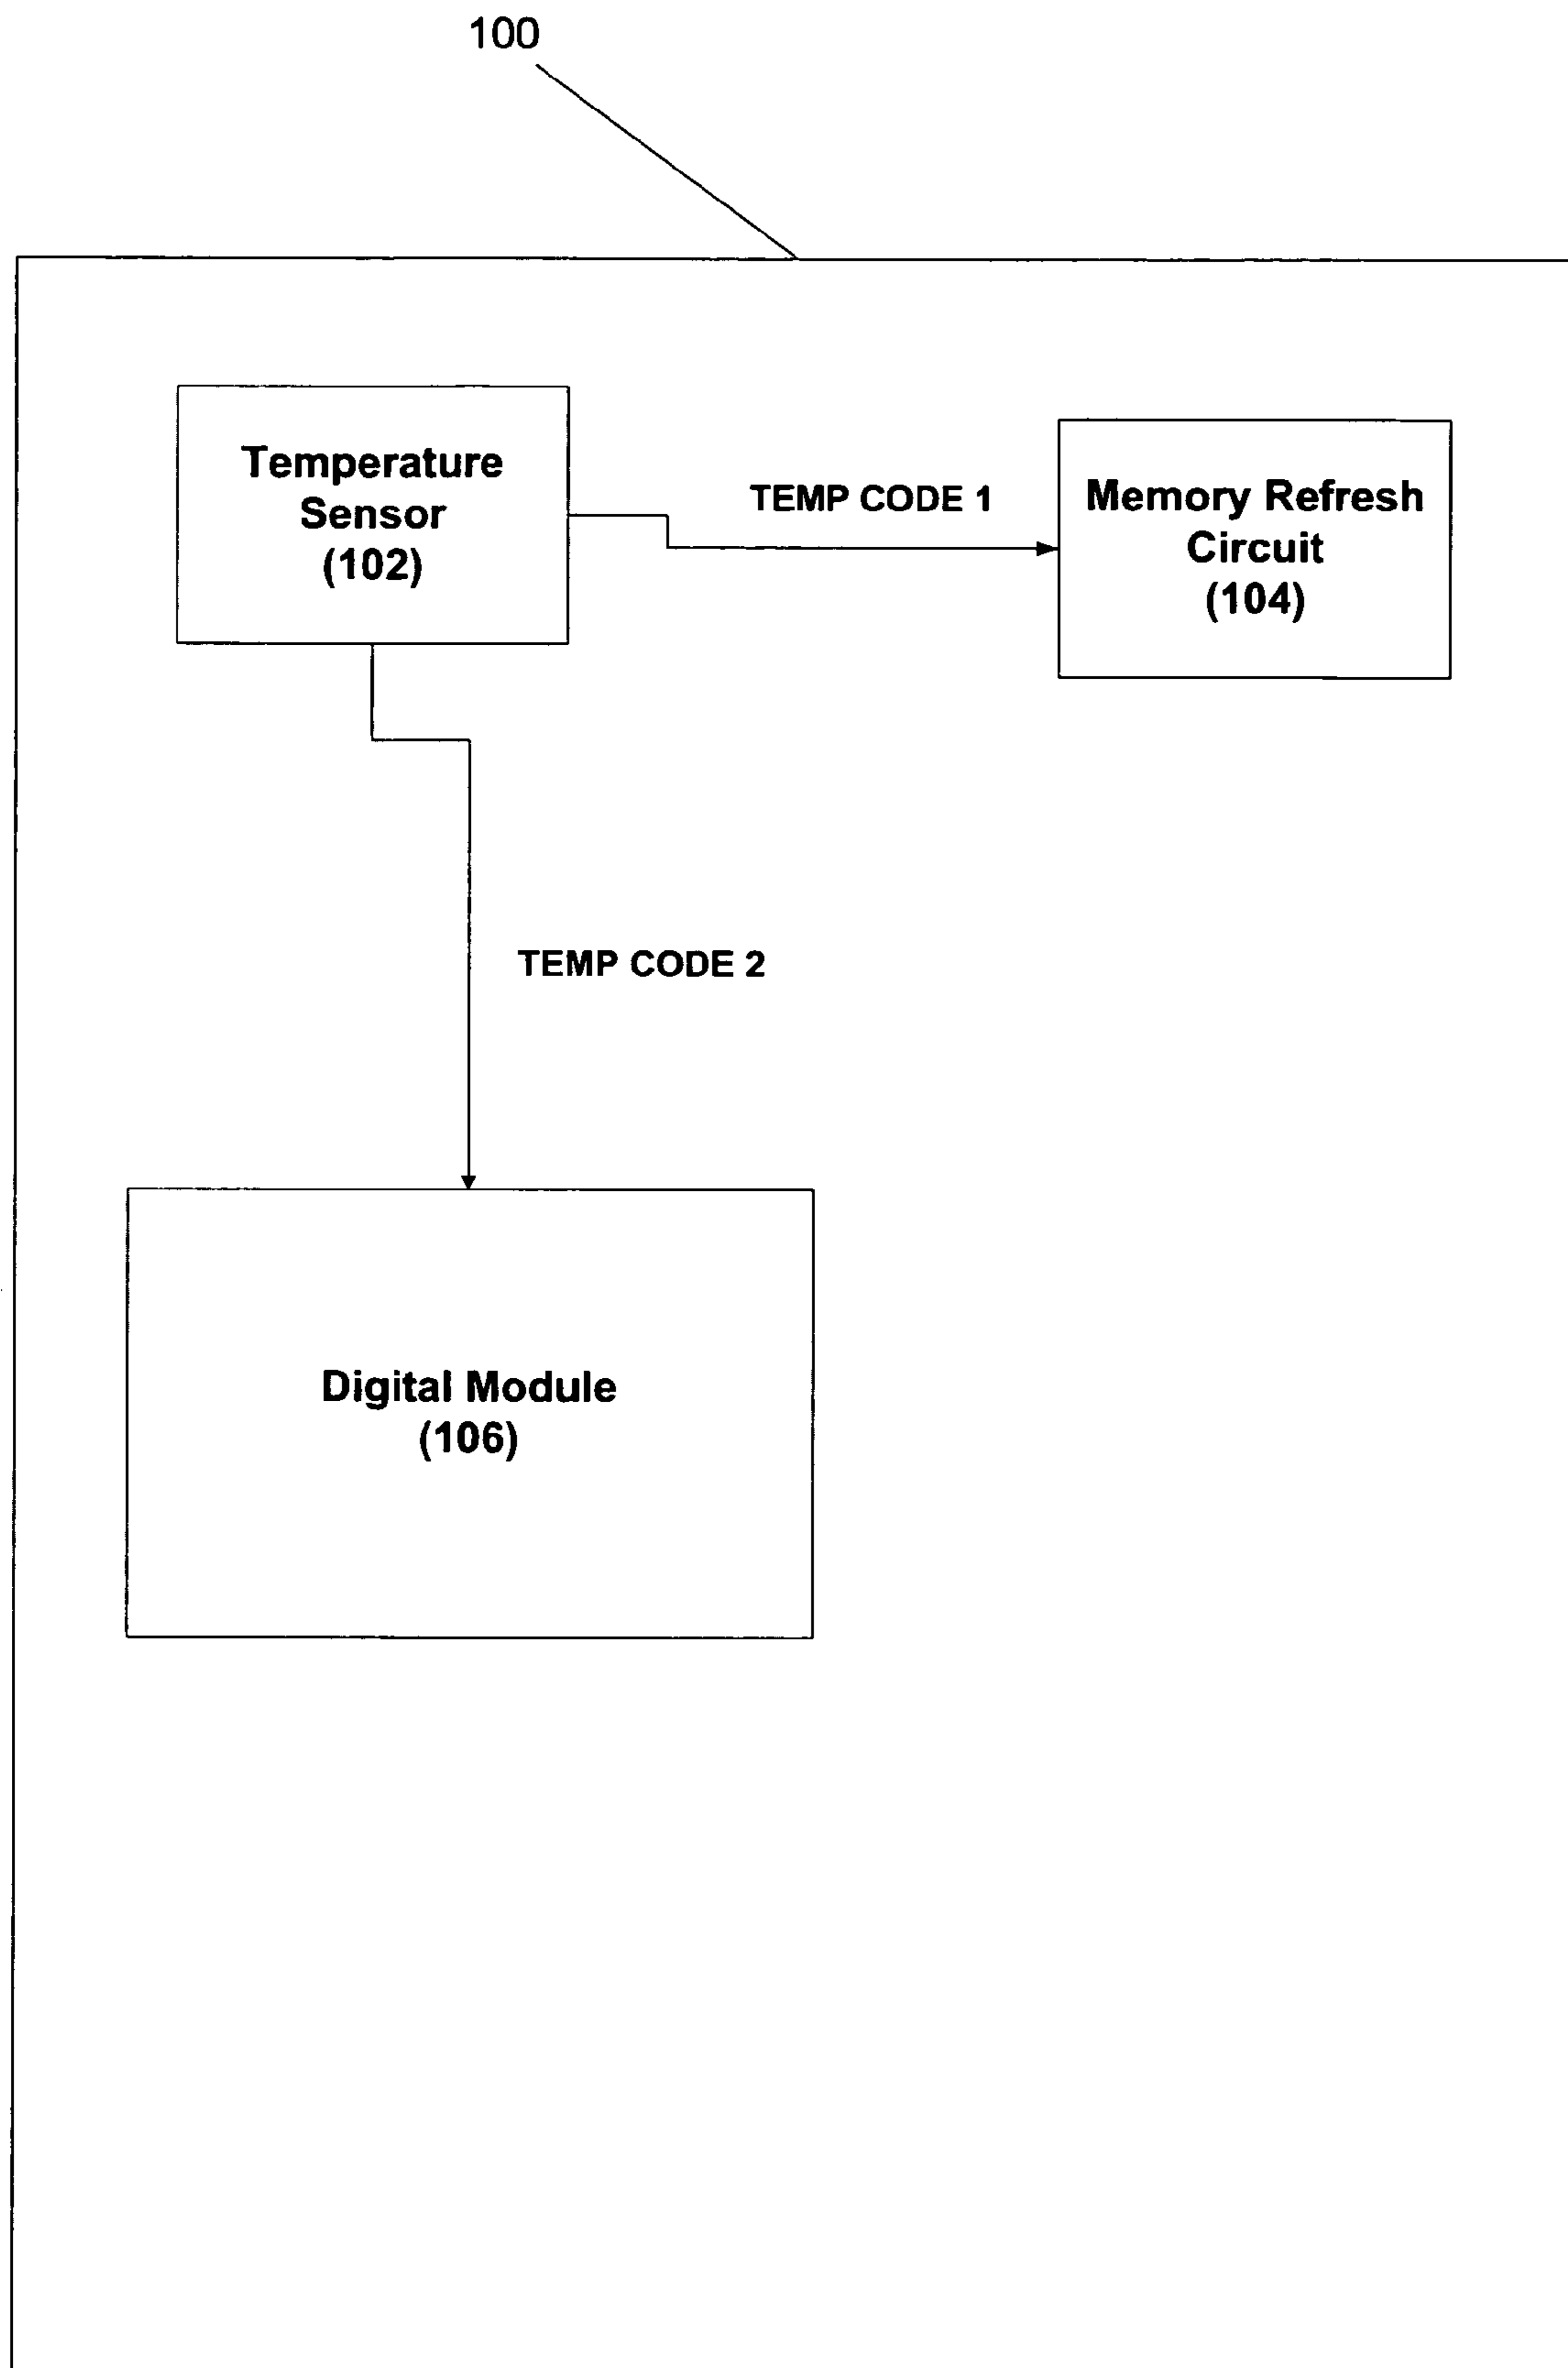 100
Temperature
Sensor
(102)
TEMP CODE 1
Memory Refresh
Circuit
(104)
TEMP CODE 2
Digital Module
(106)